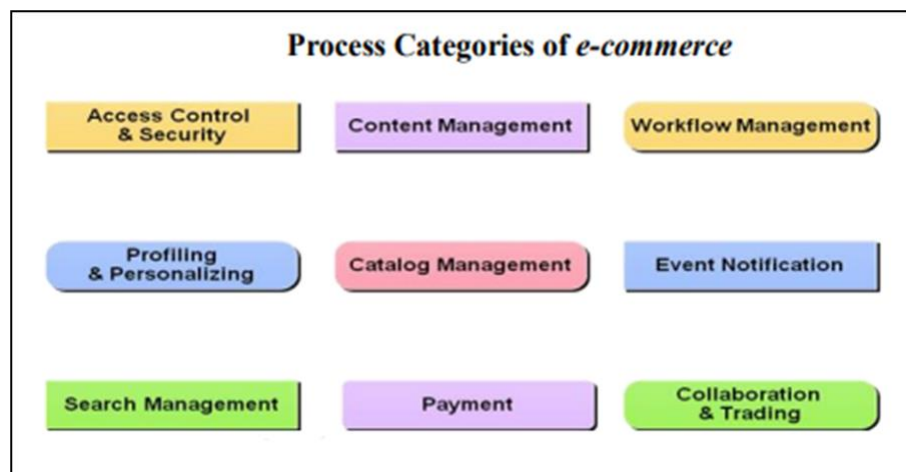 Process Categories of e-commerce
Access Control
& Security
Content Management
Workflow Management
Profiling
& Personalizing
Catalog Management
Event Notification
Search Management
Payment
Collaboration
& Trading